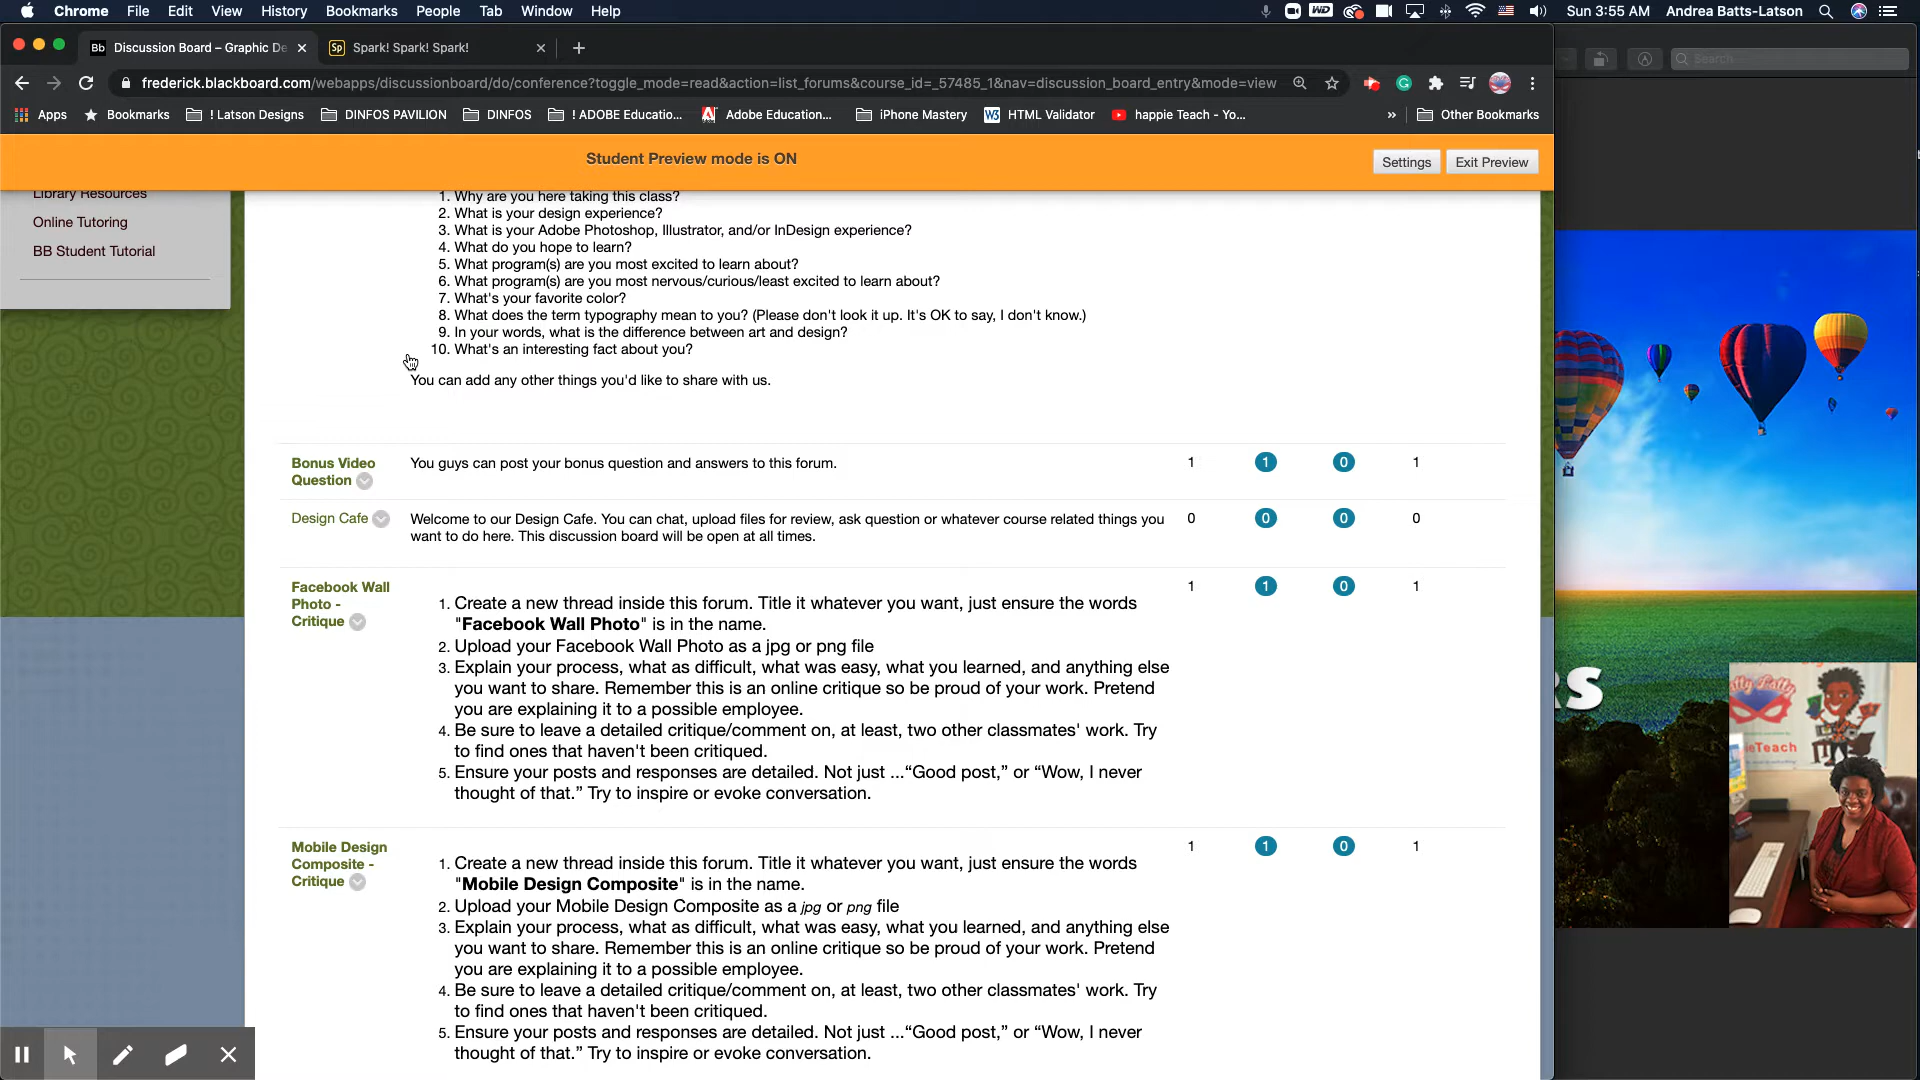 Chrome File Edit View History Bookmarks People Tab Window Help
WD
Sun 3:55 AM Andrea Batts-Latson
Bb Discussion Board – Graphic De
Sp Spark! Spark! Spark!
Search
frederick.blackboard.com/webapps/discussionboard/do/conference?toggle_mode=read&action=list_forums&course_id=_57485_1&nav=discussion_board_entry&mode=view
Apps Bookmarks ! Latson Designs DINFOS PAVILION DINFOS ! ADOBE Educatio... Adobe Education... iPhone Mastery W3 HTML Validator happie Teach - Yo... » Other Bookmarks
Student Preview mode is ON
Settings Exit Preview
Library Resources
Online Tutoring
BB Student Tutorial
1. Why are you here taking this class?
2. What is your design experience?
3. What is your Adobe Photoshop, Illustrator, and/or InDesign experience?
4. What do you hope to learn?
5. What program(s) are you most excited to learn about?
6. What program(s) are you most nervous/curious/least excited to learn about?
7. What's your favorite color?
8. What does the term typography mean to you? (Please don't look it up. It's OK to say, I don't know.)
9. In your words, what is the difference between art and design?
10. What's an interesting fact about you?
You can add any other things you'd like to share with us.
Bonus Video
Question
You guys can post your bonus question and answers to this forum.
1 1 0 1
Design Cafe
Welcome to our Design Cafe. You can chat, upload files for review, ask question or whatever course related things you
want to do here. This discussion board will be open at all times.
0 0 0 0
Facebook Wall
Photo -
Critique
1. Create a new thread inside this forum. Title it whatever you want, just ensure the words
"Facebook Wall Photo" is in the name.
2. Upload your Facebook Wall Photo as a jpg or png file
3. Explain your process, what as difficult, what was easy, what you learned, and anything else
you want to share. Remember this is an online critique so be proud of your work. Pretend
you are explaining it to a possible employee.
4. Be sure to leave a detailed critique/comment on, at least, two other classmates' work. Try
to find ones that haven't been critiqued.
5. Ensure your posts and responses are detailed. Not just ...“Good post,” or “Wow, I never
thought of that.” Try to inspire or evoke conversation.
1 1 0 1
Mobile Design
Composite -
Critique
1. Create a new thread inside this forum. Title it whatever you want, just ensure the words
"Mobile Design Composite" is in the name.
2. Upload your Mobile Design Composite as a jpg or png file
3. Explain your process, what as difficult, what was easy, what you learned, and anything else
you want to share. Remember this is an online critique so be proud of your work. Pretend
you are explaining it to a possible employee.
4. Be sure to leave a detailed critique/comment on, at least, two other classmates' work. Try
to find ones that haven't been critiqued.
5. Ensure your posts and responses are detailed. Not just ...“Good post,” or “Wow, I never
thought of that.” Try to inspire or evoke conversation.
1 1 0 1